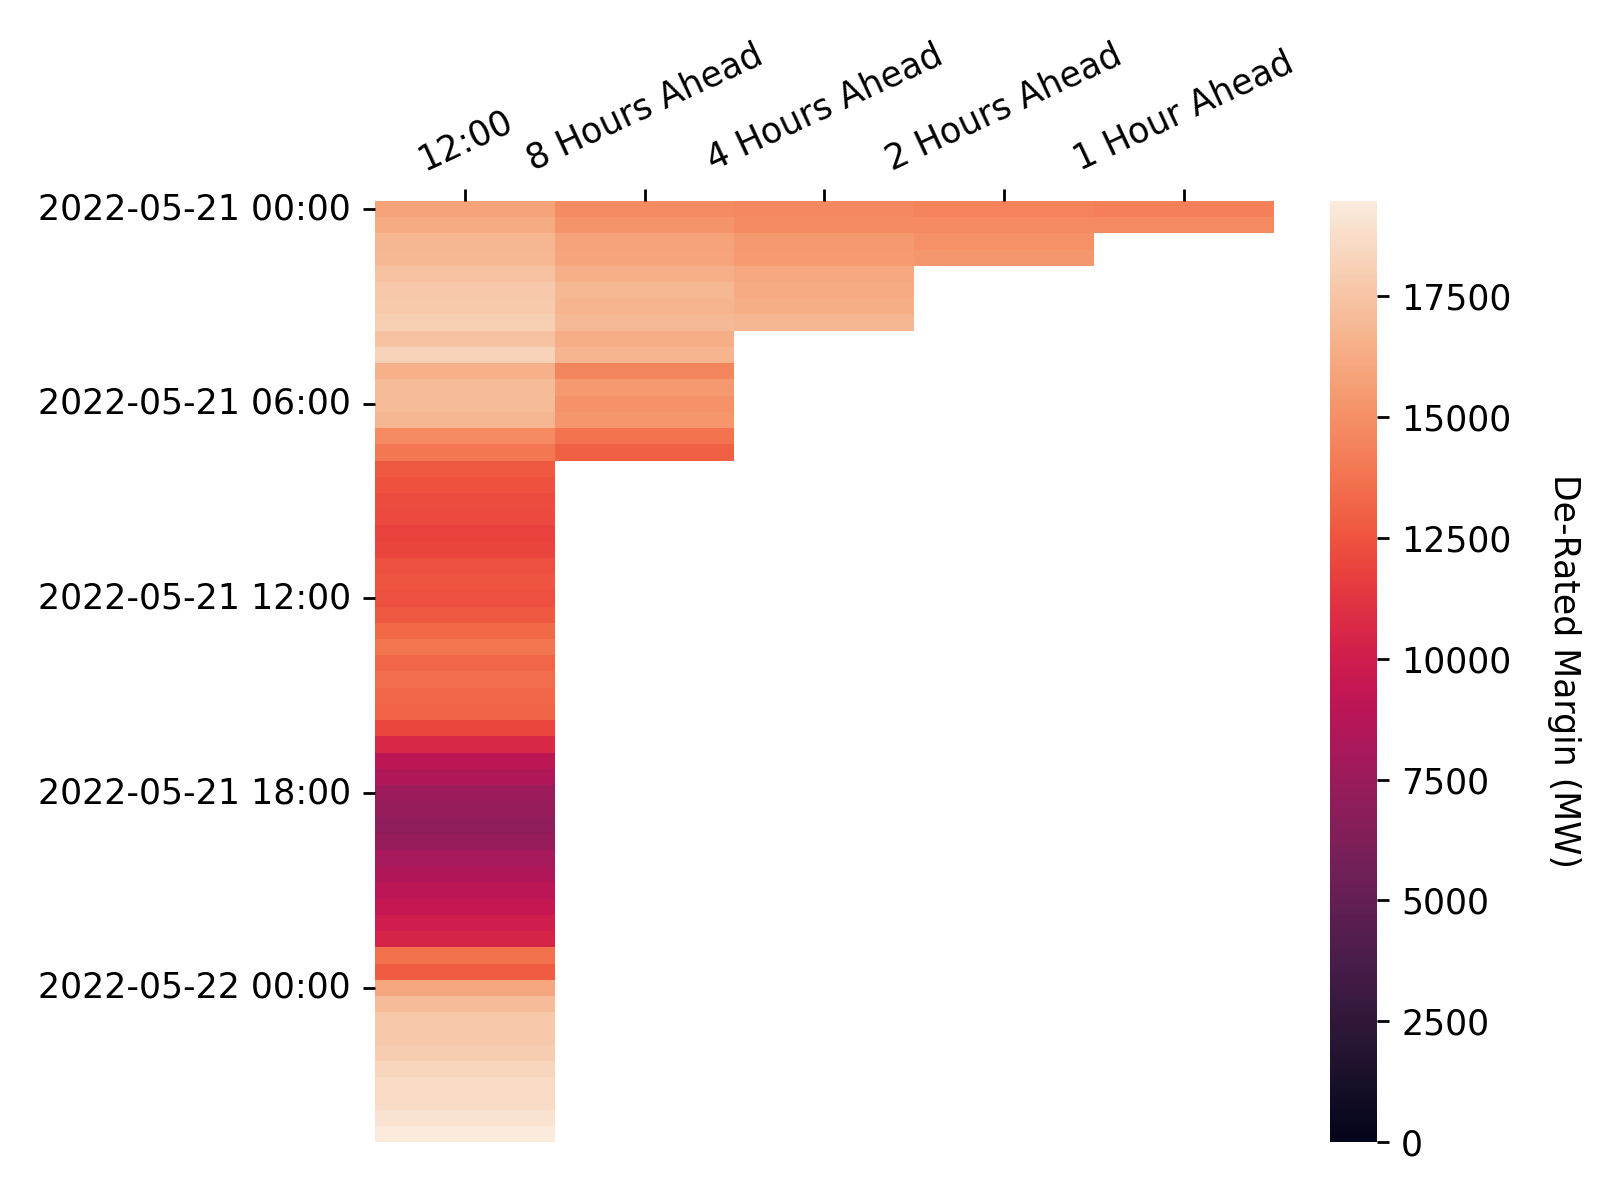 12:00
8 Hours Ahead
4 Hours Ahead
2 Hours Ahead
1 Hour Ahead
2022-05-21 00:00
2022-05-21 06:00
2022-05-21 12:00
2022-05-21 18:00
2022-05-22 00:00
17500
15000
12500
10000
7500
5000
2500
0
De-Rated Margin (MW)